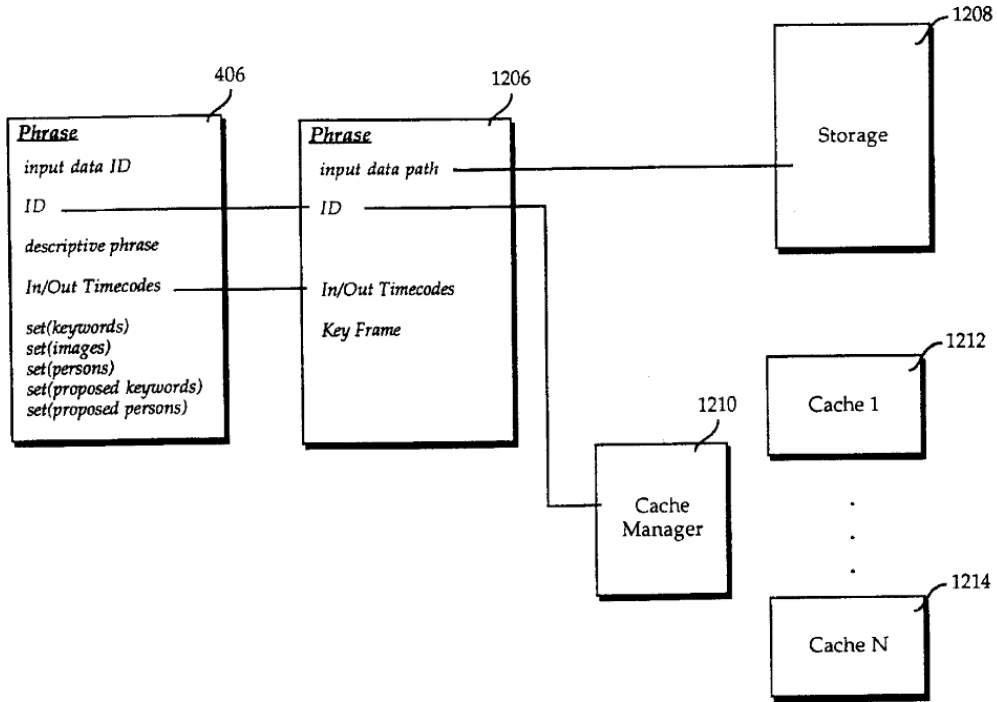 1208
406
1206
Phrase
input data ID
ID
descriptive phrase
In/Out Timecodes
set(keywords)
set(images)
set(persons)
set(proposed keywords)
set(proposed persons)
Phrase
input data path
ID
In/Out Timecodes
Key Frame
Storage
1212
Cache 1
1210
Cache
Manager
.
.
.
1214
Cache N